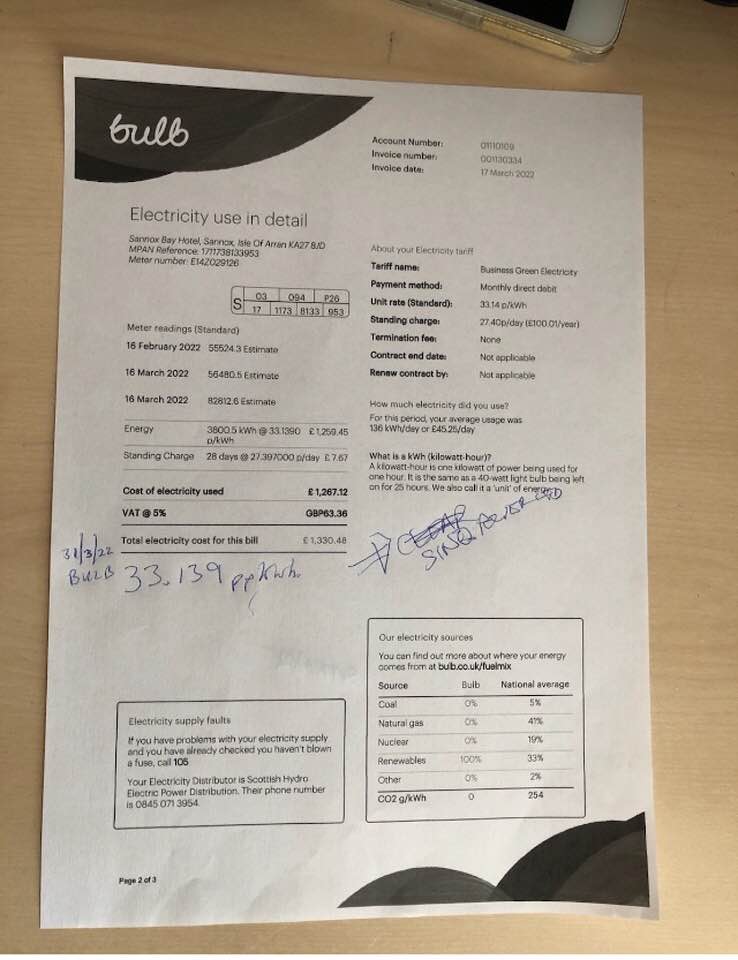 bulb
Account Number: 01110109
Invoice number: 001130334
Invoice date: 17 March 2022
Electricity use in detail
Sannox Bay Hotel, Sannox, Isle Of Arran KA27 8JD
MPAN Reference: 1711738133953
Meter number: E14Z029126
S 03 094 P26
17 1173 8133 953
Meter readings (Standard)
16 February 2022 55524.3 Estimate
16 March 2022 56480.5 Estimate
16 March 2022 82812.6 Estimate
Energy 3800.5 kWh @ 33.1390 £1,259.45
p/kWh
Standing Charge 28 days @ 27.397000 p/day £7.67
Cost of electricity used £1,267.12
VAT @ 5% GBP63.36
Total electricity cost for this bill £1,330.48
31/3/22
BULB 33.139 pp/kwh.
About your Electricity tariff
Tariff name: Business Green Electricity
Payment method: Monthly direct debit
Unit rate (Standard): 33.14 p/kWh
Standing charge: 27.40p/day (£100.01/year)
Termination fee: None
Contract end date: Not applicable
Renew contract by: Not applicable
How much electricity did you use?
For this period, your average usage was
136 kWh/day or £45.25/day
What is a kWh (kilowatt-hour)?
A kilowatt-hour is one kilowatt of power being used for
one hour. It is the same as a 40-watt light bulb being left
on for 25 hours. We also call it a 'unit' of energy.
Electricity supply faults
If you have problems with your electricity supply
and you have already checked you haven't blown
a fuse, call 105
Your Electricity Distributor is Scottish Hydro
Electric Power Distribution. Their phone number
is 0845 071 3954.
Our electricity sources
You can find out more about where your energy
comes from at bulb.co.uk/fuelmix
Source Bulb National average
Coal 0% 5%
Natural gas 0% 41%
Nuclear 0% 19%
Renewables 100% 33%
Other 0% 2%
CO2 g/kWh 0 254
Page 2 of 3